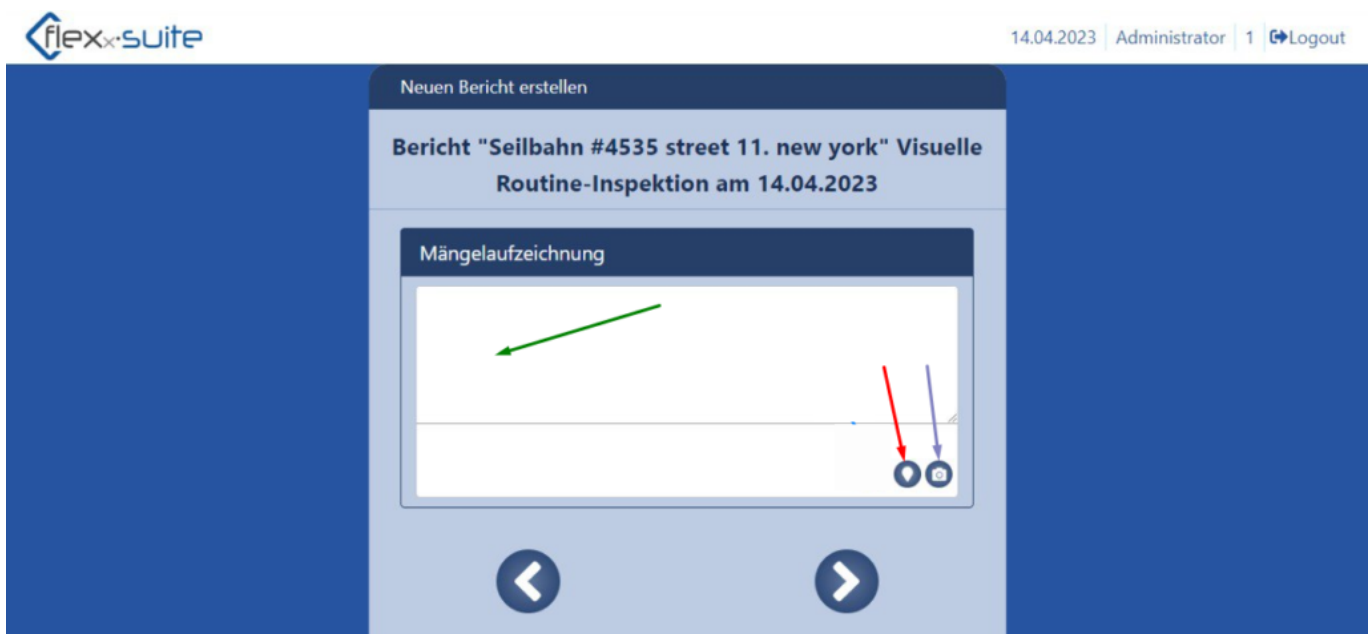 flexx·suite
14.04.2023 Administrator 1 Logout
Neuen Bericht erstellen
Bericht "Seilbahn #4535 street 11. new york" Visuelle
Routine-Inspektion am 14.04.2023
Mängelaufzeichnung